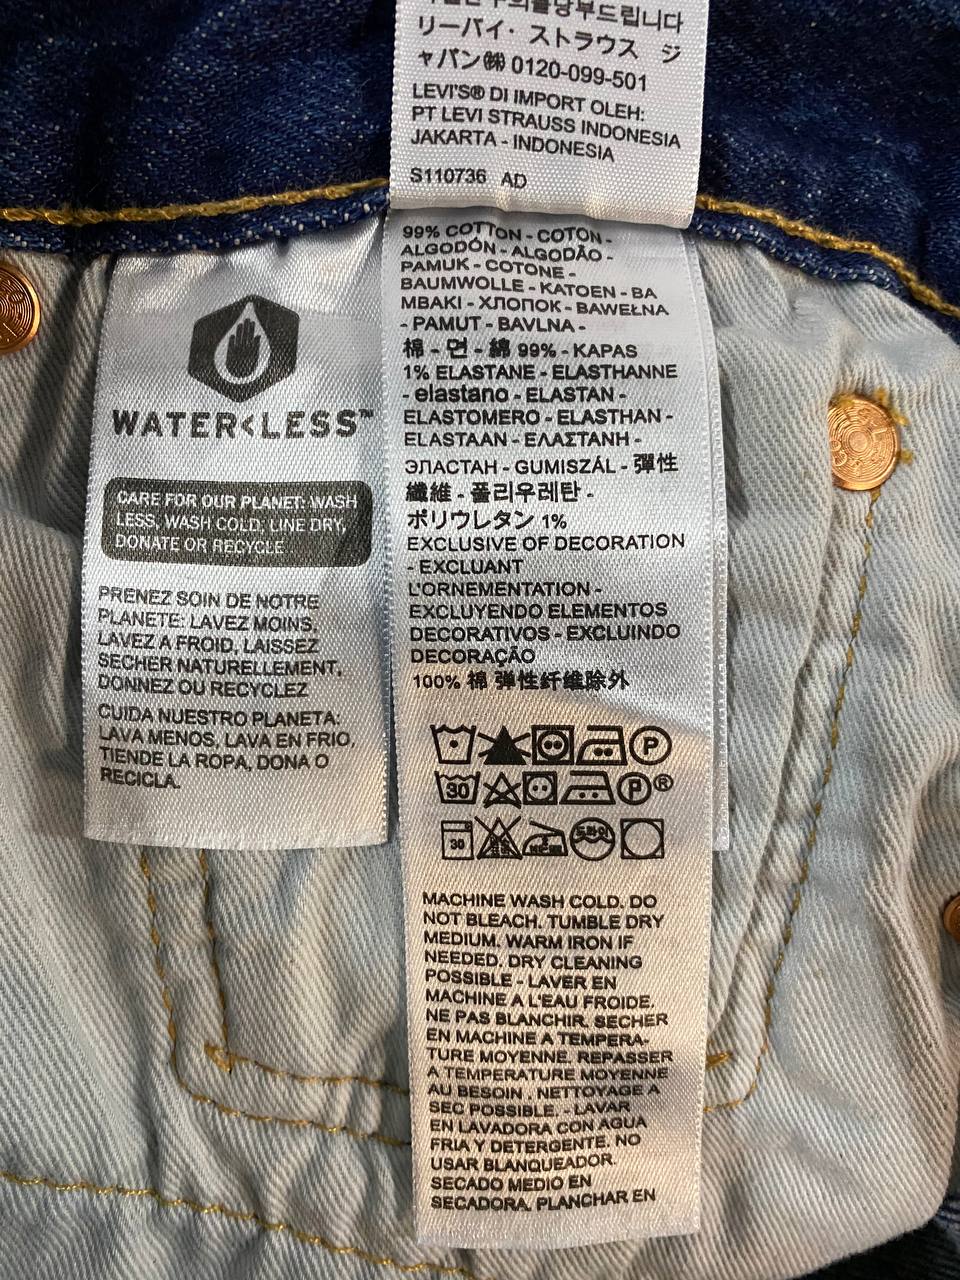 リーバイ・ストラウス ジ
ャパン㈱ 0120-099-501
LEVI'S® DI IMPORT OLEH:
PT LEVI STRAUSS INDONESIA
JAKARTA - INDONESIA
S110736 AD
WATER<LESS™
CARE FOR OUR PLANET: WASH
LESS, WASH COLD, LINE DRY,
DONATE OR RECYCLE
PRENEZ SOIN DE NOTRE
PLANETE: LAVEZ MOINS,
LAVEZ A FROID, LAISSEZ
SECHER NATURELLEMENT,
DONNEZ OU RECYCLEZ
CUIDA NUESTRO PLANETA:
LAVA MENOS, LAVA EN FRIO,
TIENDE LA ROPA, DONA O
RECICLA.
99% COTTON - COTON -
ALGODÓN - ALGODÃO -
PAMUK - COTONE -
BAUMWOLLE - KATOEN - BA
MBAKI - ХЛОПОК - BAWEŁNA
- PAMUT - BAVLNA -
棉 - 면 - 綿 99% - KAPAS
1% ELASTANE - ELASTHANNE
- elastano - ELASTAN -
ELASTOMERO - ELASTHAN -
ELASTAAN - ΕΛΑΣΤΑΝΗ -
ЭЛАСТАН - GUMISZÁL - 彈性
纖維 - 폴리우레탄 -
ポリウレタン 1%
EXCLUSIVE OF DECORATION
- EXCLUANT
L'ORNEMENTATION -
EXCLUYENDO ELEMENTOS
DECORATIVOS - EXCLUINDO
DECORAÇÃO
100% 棉 弹性纤维除外
P
30 P ®
30 드라이
MACHINE WASH COLD. DO
NOT BLEACH. TUMBLE DRY
MEDIUM. WARM IRON IF
NEEDED. DRY CLEANING
POSSIBLE - LAVER EN
MACHINE A L'EAU FROIDE.
NE PAS BLANCHIR. SECHER
EN MACHINE A TEMPERA-
TURE MOYENNE. REPASSER
A TEMPERATURE MOYENNE
AU BESOIN . NETTOYAGE A
SEC POSSIBLE. - LAVAR
EN LAVADORA CON AGUA
FRIA Y DETERGENTE. NO
USAR BLANQUEADOR.
SECADO MEDIO EN
SECADORA. PLANCHAR EN